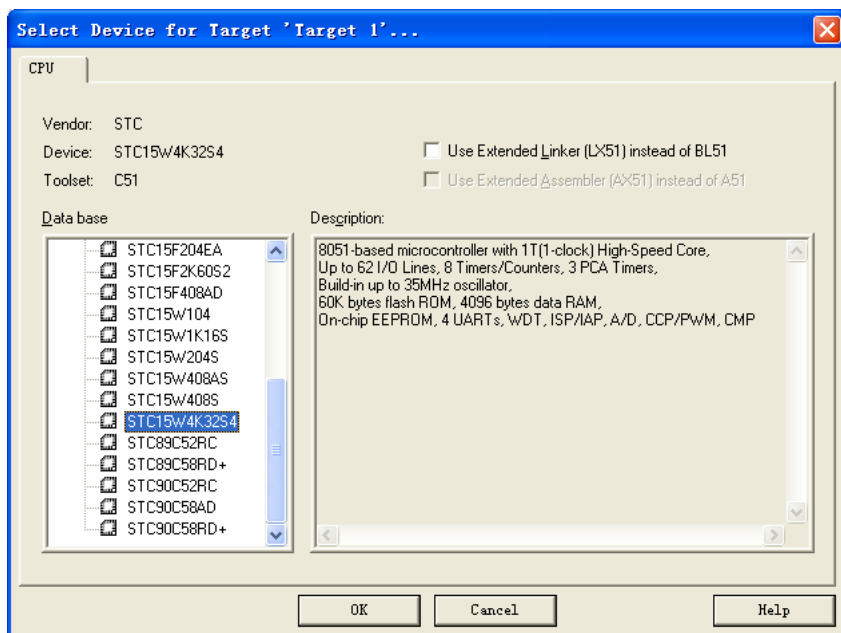 Select Device for Target 'Target 1'...
CPU
Vendor: STC
Device: STC15W4K32S4
Toolset: C51
Use Extended Linker (LX51) instead of BL51
Use Extended Assembler (AX51) instead of A51
Data base
STC15F204EA
STC15F2K60S2
STC15F408AD
STC15W104
STC15W1K16S
STC15W204S
STC15W408AS
STC15W408S
STC15W4K32S4
STC89C52RC
STC89C58RD+
STC90C52RC
STC90C58AD
STC90C58RD+
Description:
8051-based microcontroller with 1T(1-clock) High-Speed Core,
Up to 62 I/O Lines, 8 Timers/Counters, 3 PCA Timers,
Build-in up to 35MHz oscillator,
60K bytes flash ROM, 4096 bytes data RAM,
On-chip EEPROM, 4 UARTs, WDT, ISP/IAP, A/D, CCP/PWM, CMP
OK
Cancel
Help